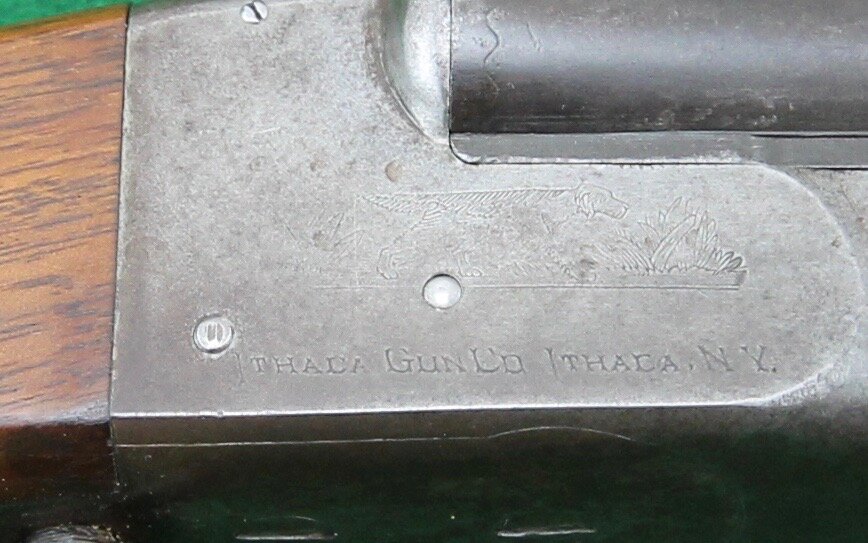 ITHACA GUN CO ITHACA, N.Y.